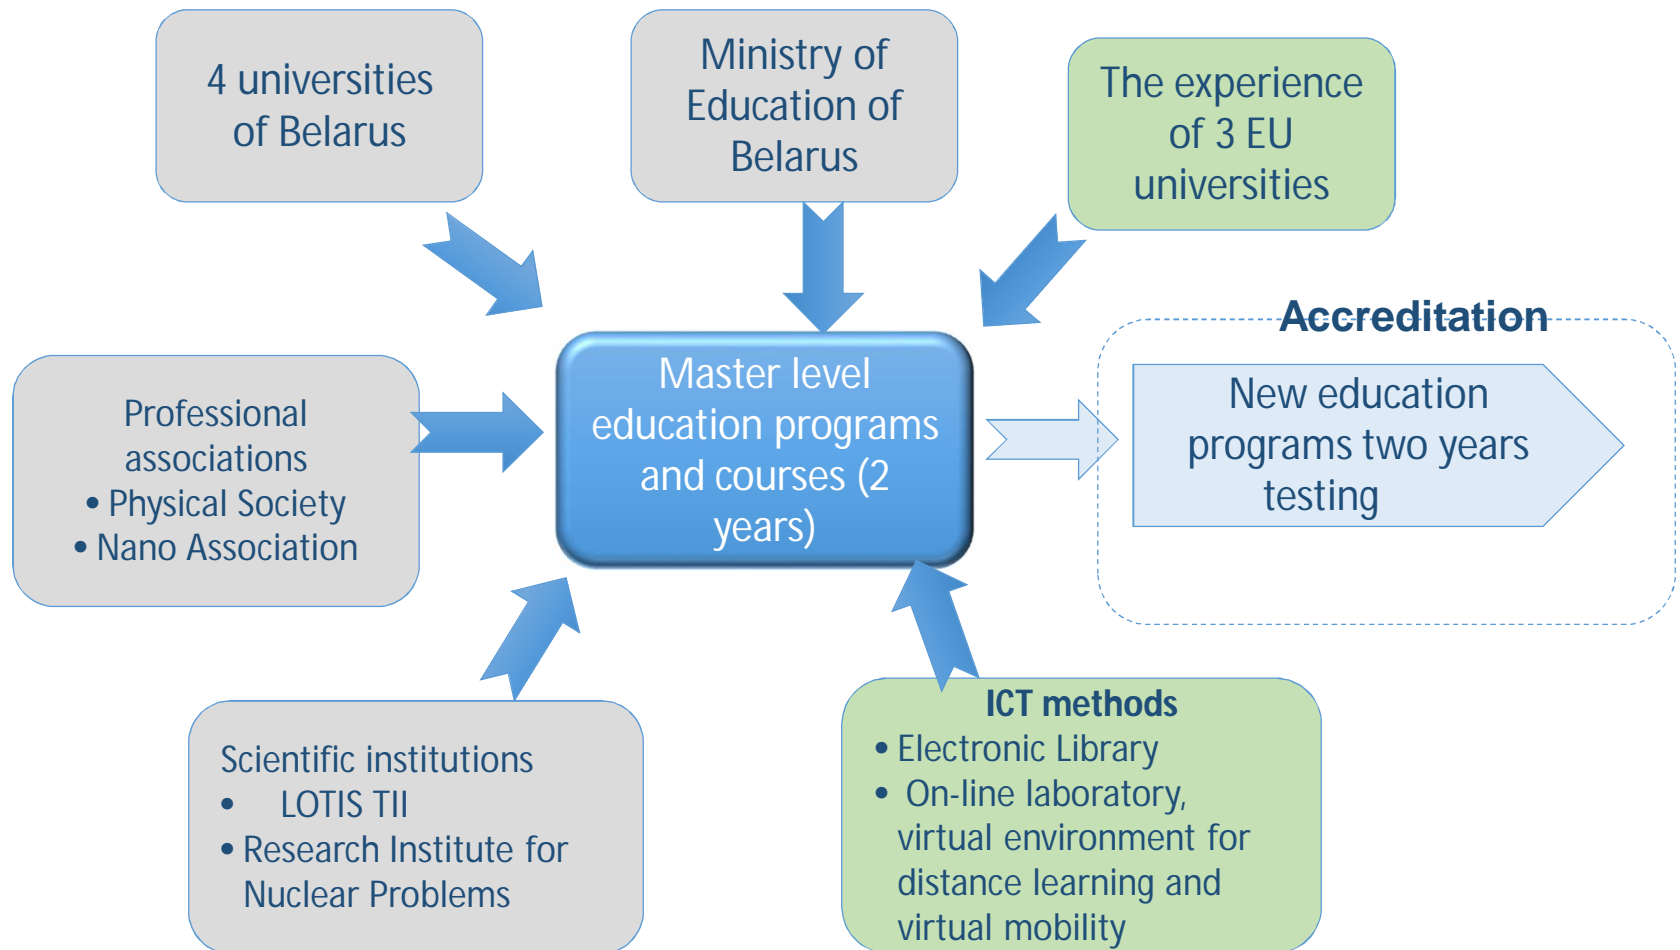 4 universities
of Belarus
Ministry of
Education of
Belarus
The experience
of 3 EU
universities
Professional
associations
• Physical Society
• Nano Association
Master level
education programs
and courses (2
years)
Accreditation
New education
programs two years
testing
Scientific institutions
• LOTIS TII
• Research Institute for
Nuclear Problems
ICT methods
• Electronic Library
• On-line laboratory,
virtual environment for
distance learning and
virtual mobility